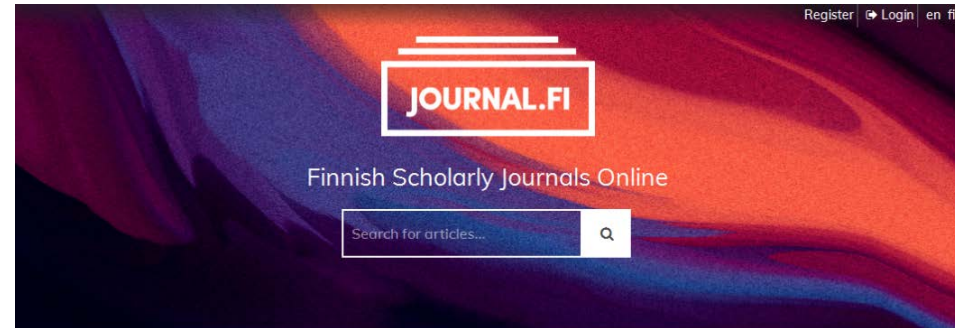 Register Login en fi
JOURNAL.FI
Finnish Scholarly Journals Online
Search for articles...